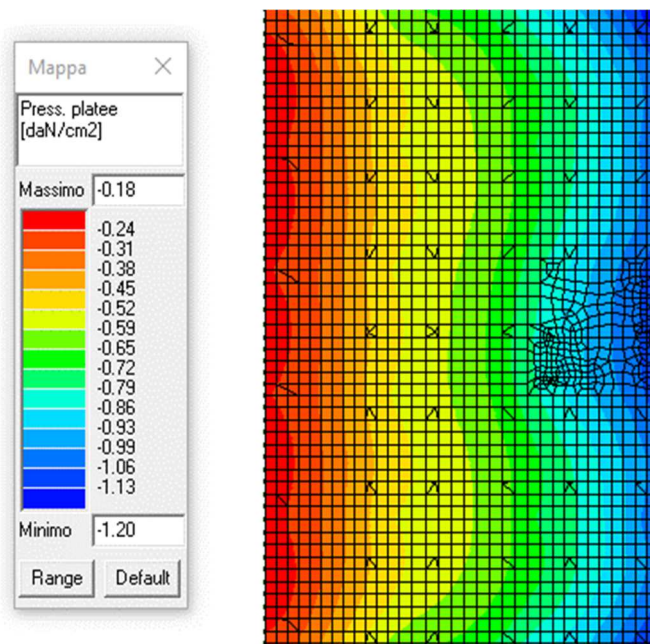 Mappa
Press. platee
[daN/cm2]
Massimo -0.18
-0.24
-0.31
-0.38
-0.45
-0.52
-0.59
-0.65
-0.72
-0.79
-0.86
-0.93
-0.99
-1.06
-1.13
Minimo -1.20
Range Default